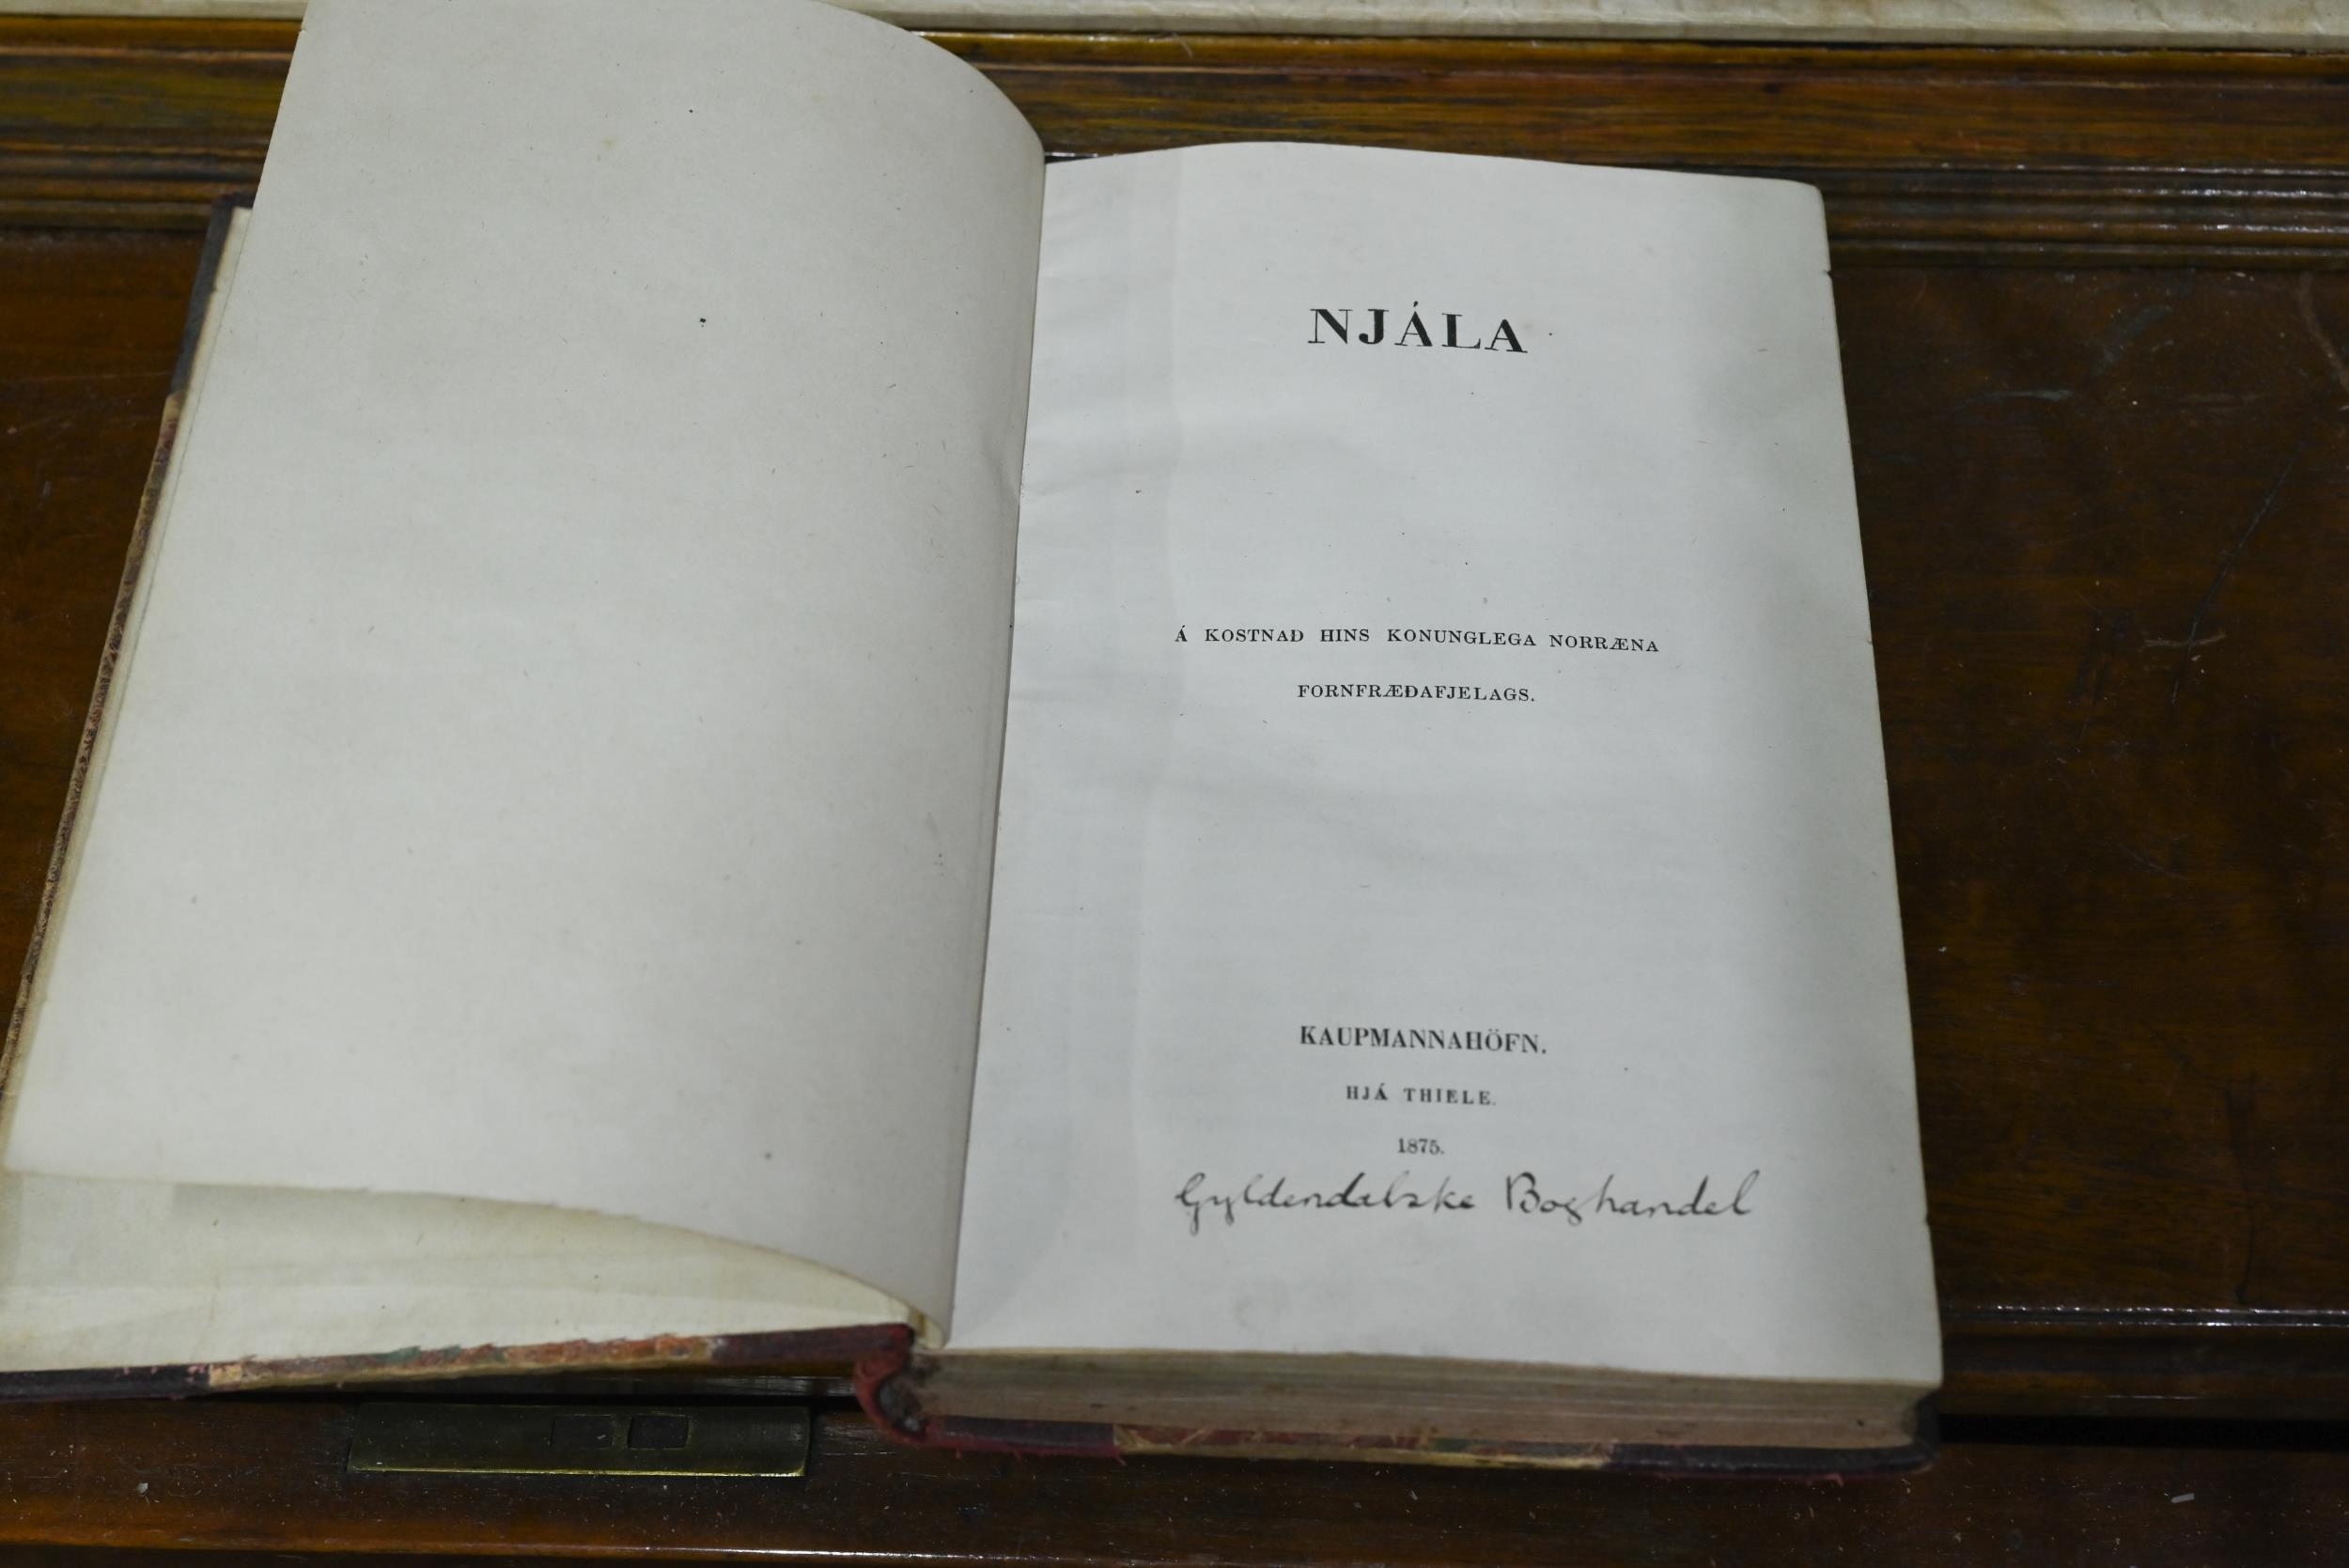 NJÁLA
Á KOSTNAÐ HINS KONUNGLEGA NORRÆNA
FORNFRÆÐAFJELAGS.
KAUPMANNAHÖFN.
HJÁ THIELE.
1875.
Gyldendalske Boghandel